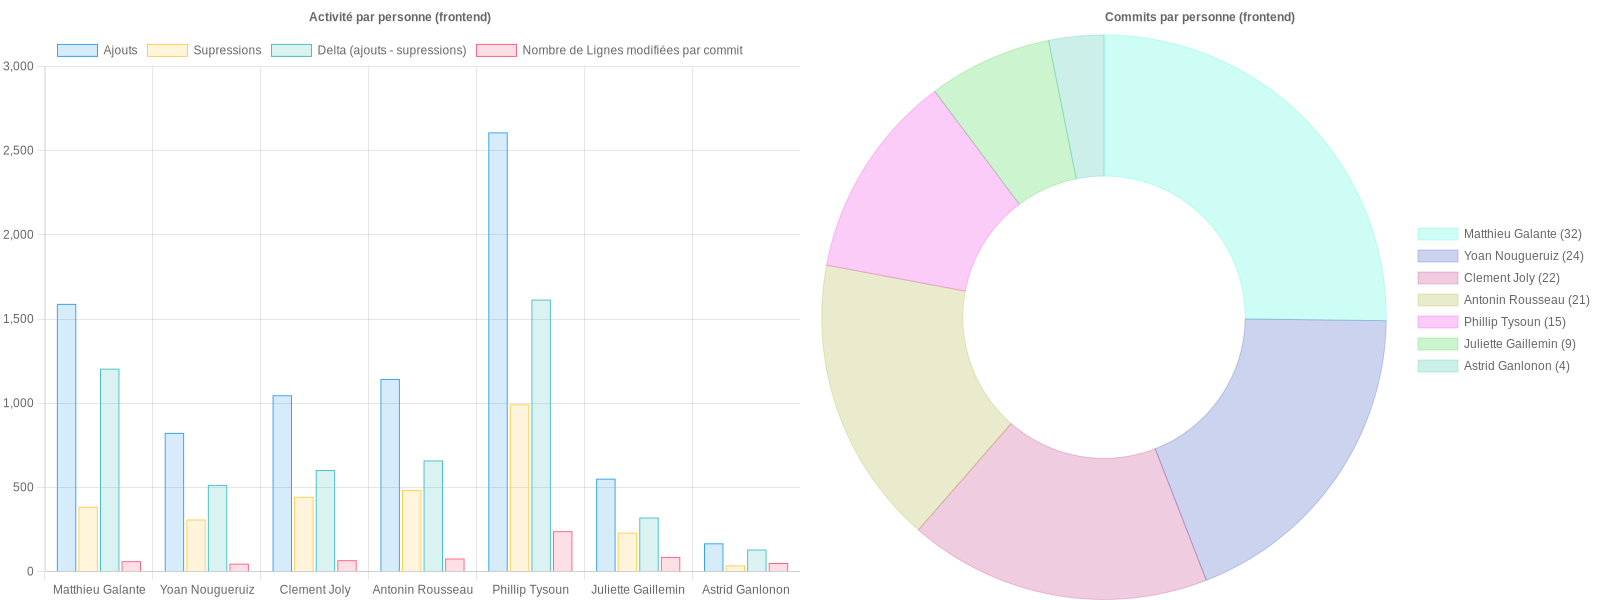 Activité par personne (frontend)
Ajouts
Supressions
Delta (ajouts - supressions)
Nombre de Lignes modifiées par commit
3,000
2,500
2,000
1,500
1,000
500
0
Matthieu Galante
Yoan Nougueruiz
Clement Joly
Antonin Rousseau
Phillip Tysoun
Juliette Gaillemin
Astrid Ganlonon
Commits par personne (frontend)
Matthieu Galante (32)
Yoan Nougueruiz (24)
Clement Joly (22)
Antonin Rousseau (21)
Phillip Tysoun (15)
Juliette Gaillemin (9)
Astrid Ganlonon (4)